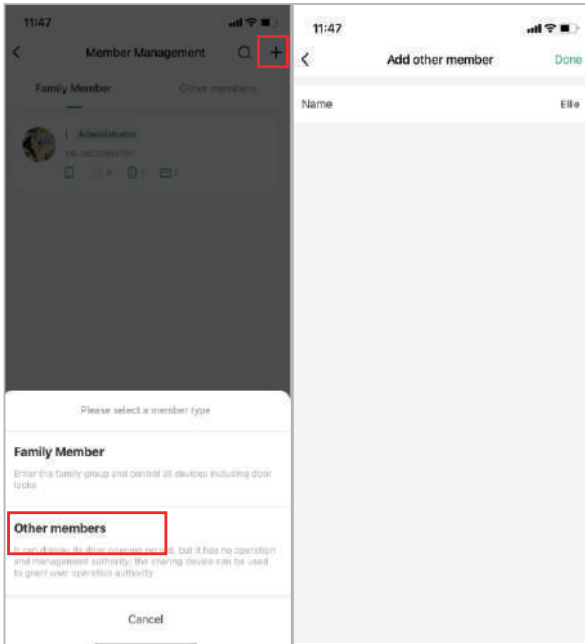 11:47
Member Management
Family Member
Other members
Administrator
Please select a member type
Family Member
Enter the family group and control all devices including door
locks
Other members
It can display its door opening record, but it has no operation
and management authority; the sharing device can be used
to grant user operation authority
Cancel
11:47
Add other member
Done
Name
Ellie